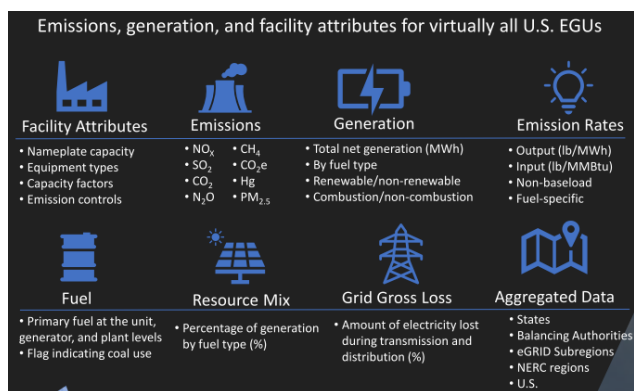 Emissions, generation, and facility attributes for virtually all U.S. EGUs
Facility Attributes
• Nameplate capacity
• Equipment types
• Capacity factors
• Emission controls
Emissions
• NOX
• SO2
• CO2
• N2O
• CH4
• CO2e
• Hg
• PM2.5
Generation
• Total net generation (MWh)
• By fuel type
• Renewable/non-renewable
• Combustion/non-combustion
Emission Rates
• Output (lb/MWh)
• Input (lb/MMBtu)
• Non-baseload
• Fuel-specific
Fuel
• Primary fuel at the unit,
generator, and plant levels
• Flag indicating coal use
Resource Mix
• Percentage of generation
by fuel type (%)
Grid Gross Loss
• Amount of electricity lost
during transmission and
distribution (%)
Aggregated Data
• States
• Balancing Authorities
• eGRID Subregions
• NERC regions
• U.S.